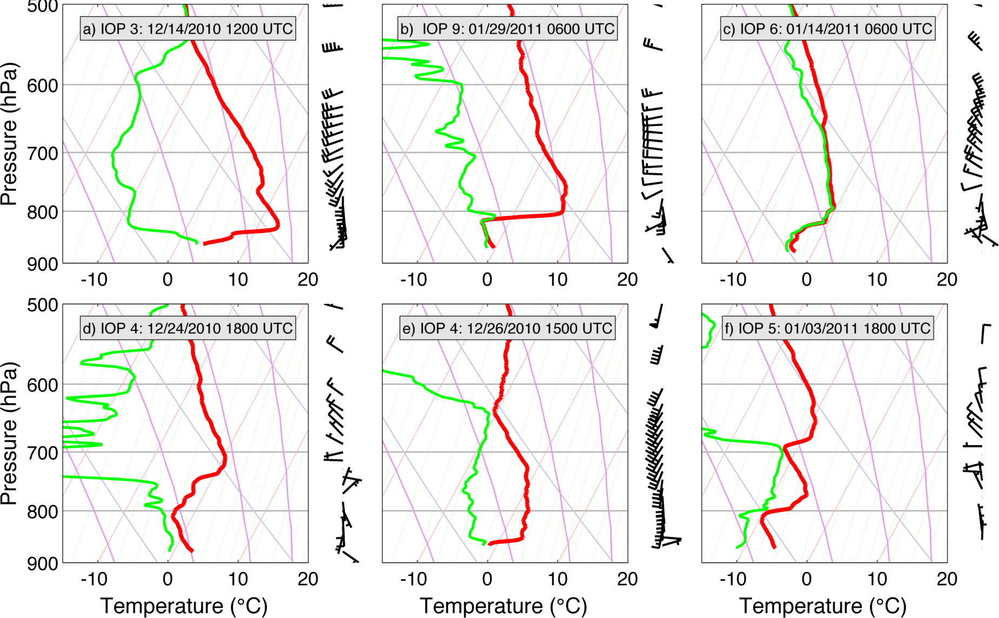 a) IOP 3: 12/14/2010 1200 UTC
b) IOP 9: 01/29/2011 0600 UTC
c) IOP 6: 01/14/2011 0600 UTC
Pressure (hPa)
500
600
700
800
900
-10 0 10 20
-10 0 10 20
-10 0 10 20
d) IOP 4: 12/24/2010 1800 UTC
e) IOP 4: 12/26/2010 1500 UTC
f) IOP 5: 01/03/2011 1800 UTC
Pressure (hPa)
500
600
700
800
900
-10 0 10 20
-10 0 10 20
-10 0 10 20
Temperature (°C)
Temperature (°C)
Temperature (°C)